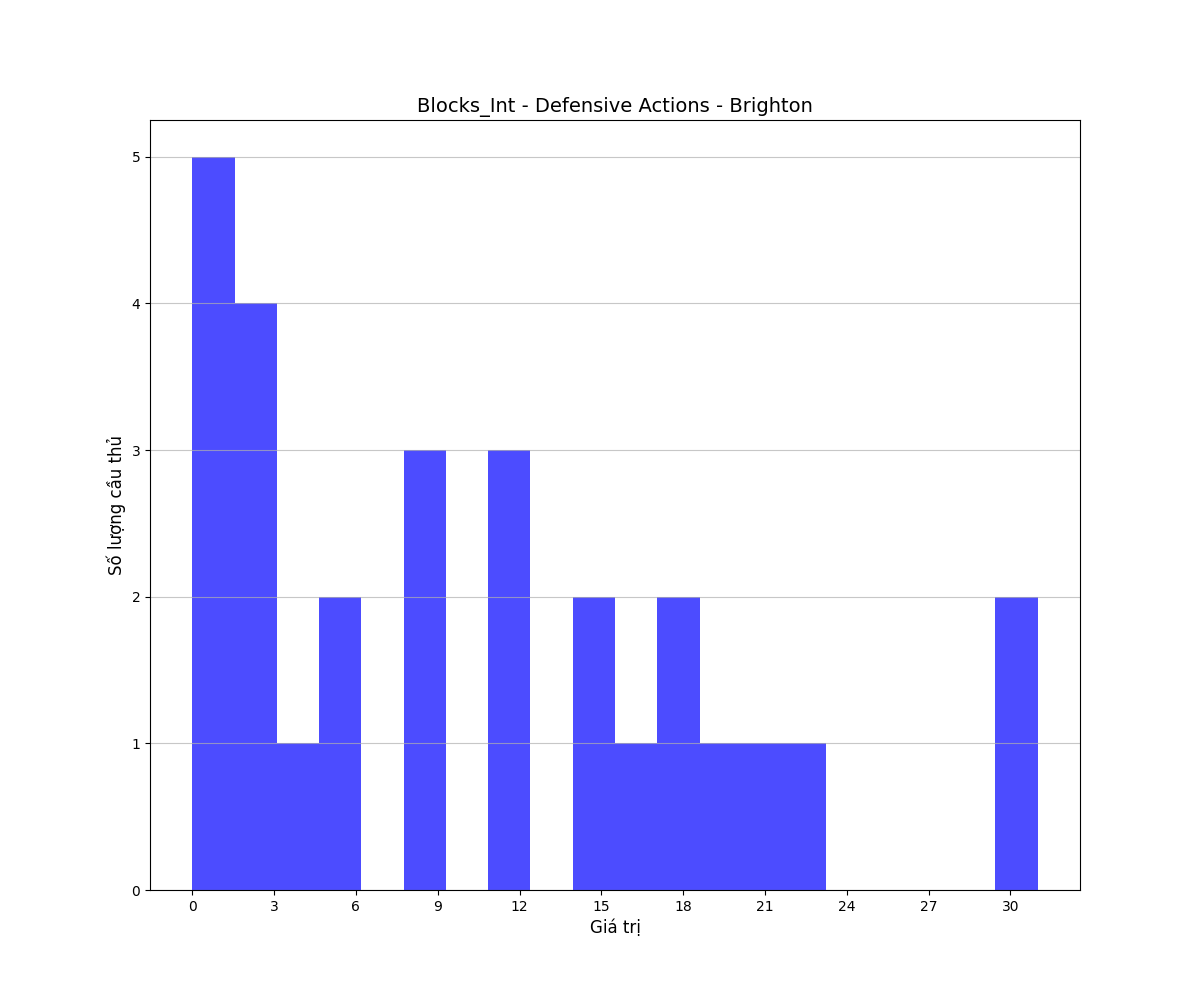 Blocks_Int - Defensive Actions - Brighton
Số lượng cầu thủ
5
4
3
2
1
0
0 3 6 9 12 15 18 21 24 27 30
Giá trị